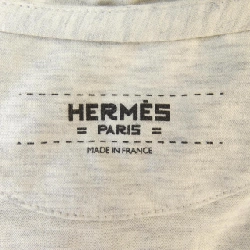 HERMÈS
= PARIS =
MADE IN FRANCE